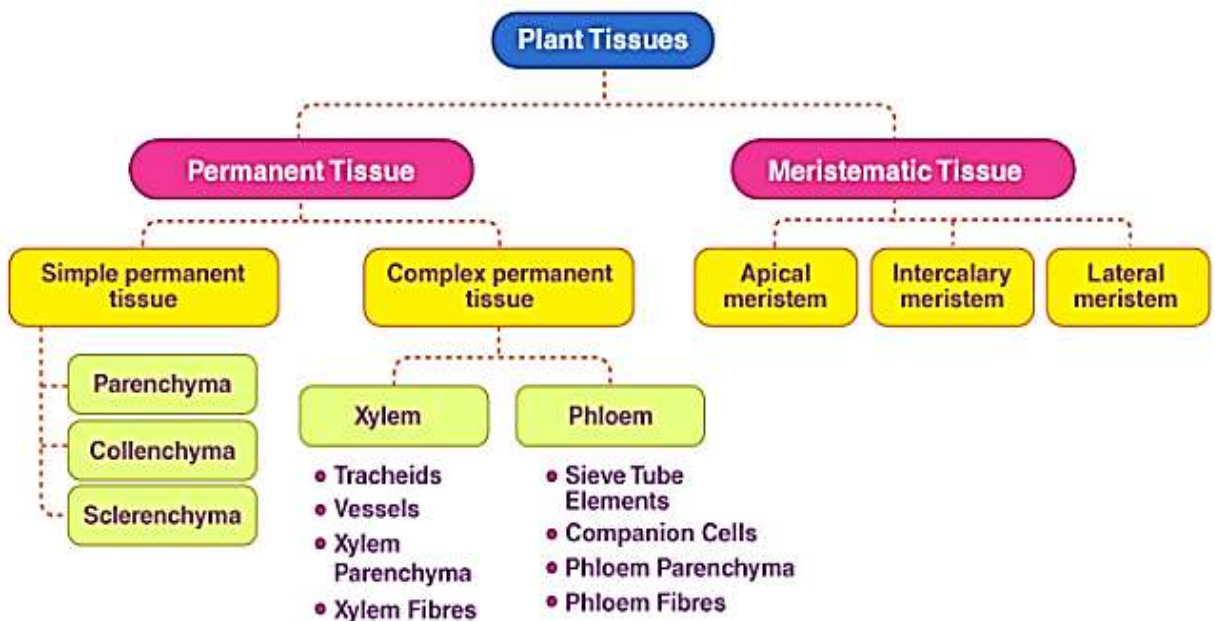 Plant Tissues
Permanent Tissue
Meristematic Tissue
Simple permanent
tissue
Complex permanent
tissue
Apical
meristem
Intercalary
meristem
Lateral
meristem
Parenchyma
Collenchyma
Sclerenchyma
Xylem
• Tracheids
• Vessels
• Xylem
Parenchyma
• Xylem Fibres
Phloem
• Sieve Tube
Elements
• Companion Cells
• Phloem Parenchyma
• Phloem Fibres